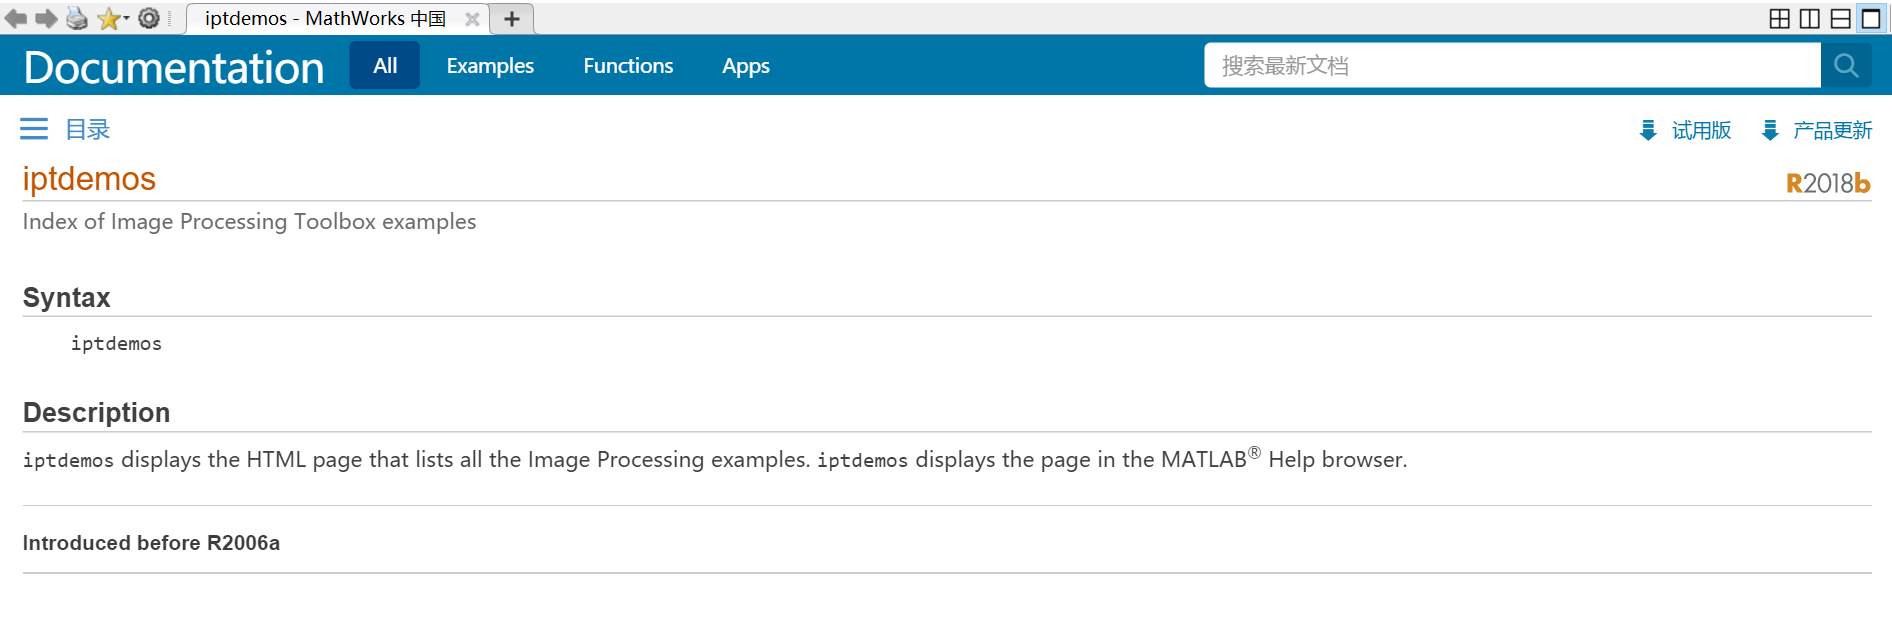 iptdemos - MathWorks 中国
Documentation All Examples Functions Apps 搜索最新文档
目录 试用版 产品更新
iptdemos R2018b
Index of Image Processing Toolbox examples
Syntax
iptdemos
Description
iptdemos displays the HTML page that lists all the Image Processing examples. iptdemos displays the page in the MATLAB® Help browser.
Introduced before R2006a